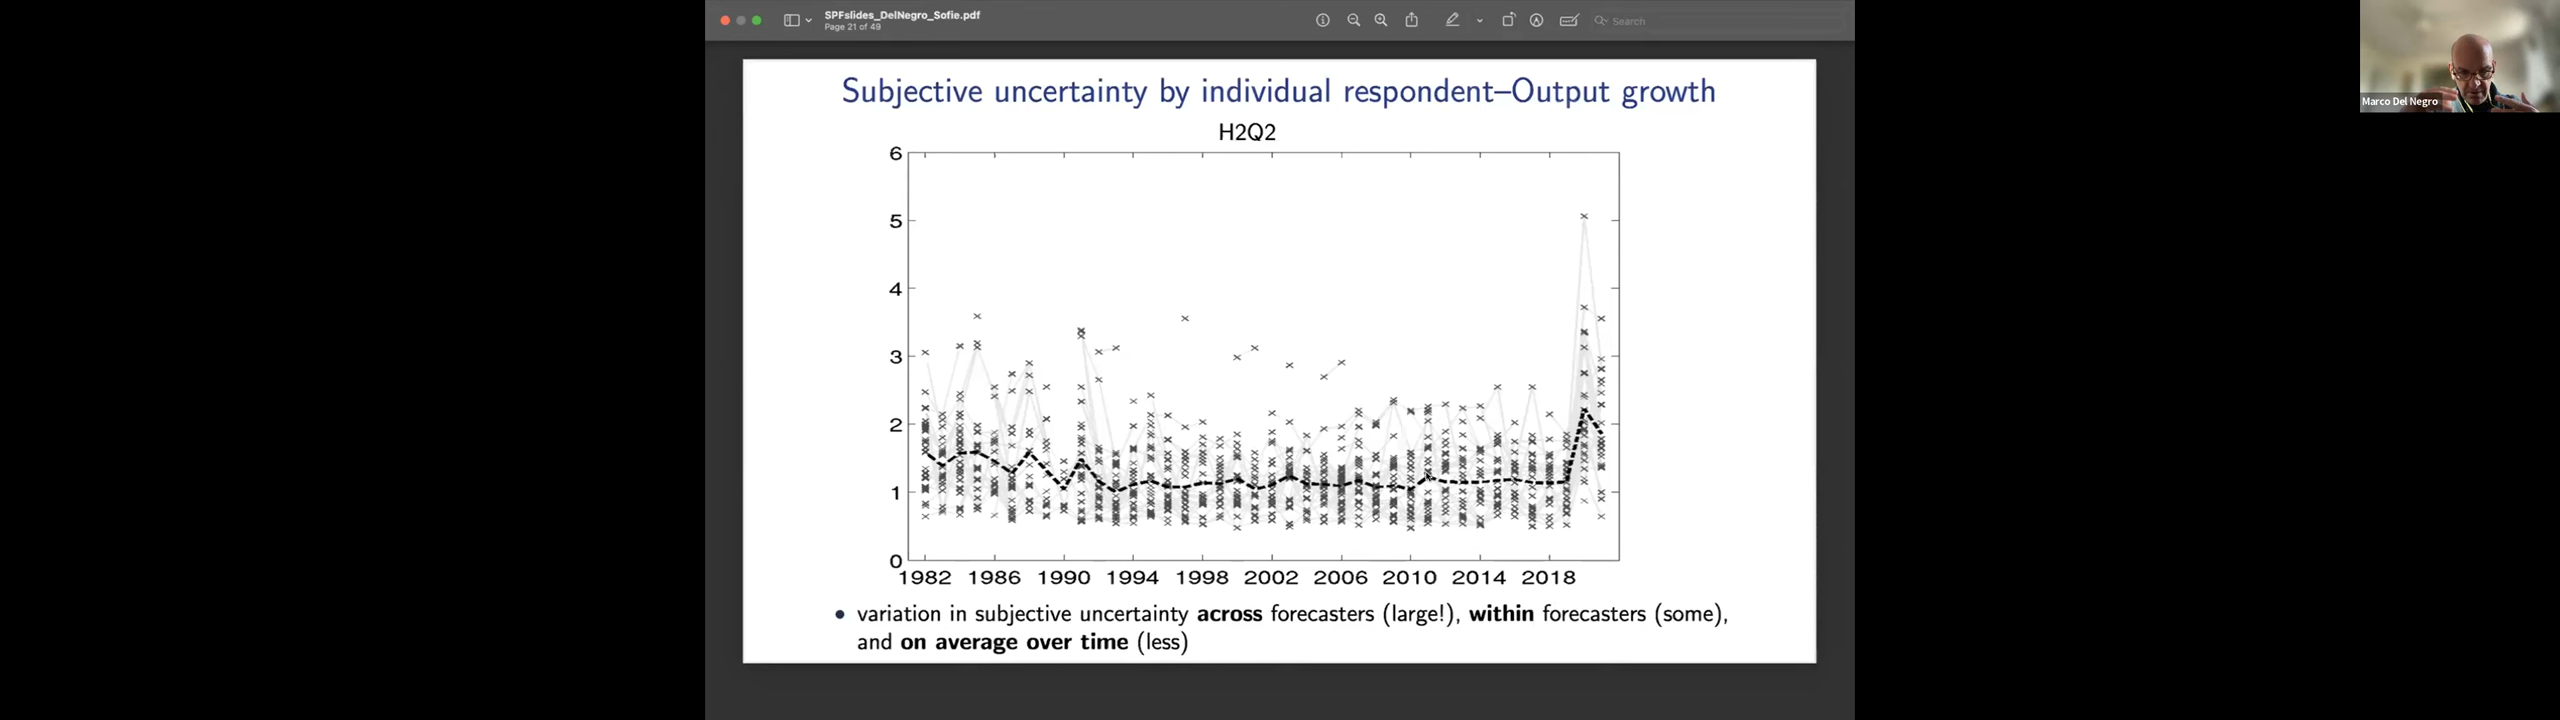 SPFslides_DelNegro_Sofie.pdf
Page 21 of 49
Search
Marco Del Negro
Subjective uncertainty by individual respondent–Output growth
H2Q2
6
5
4
3
2
1
0
1982 1986 1990 1994 1998 2002 2006 2010 2014 2018
• variation in subjective uncertainty across forecasters (large!), within forecasters (some),
and on average over time (less)